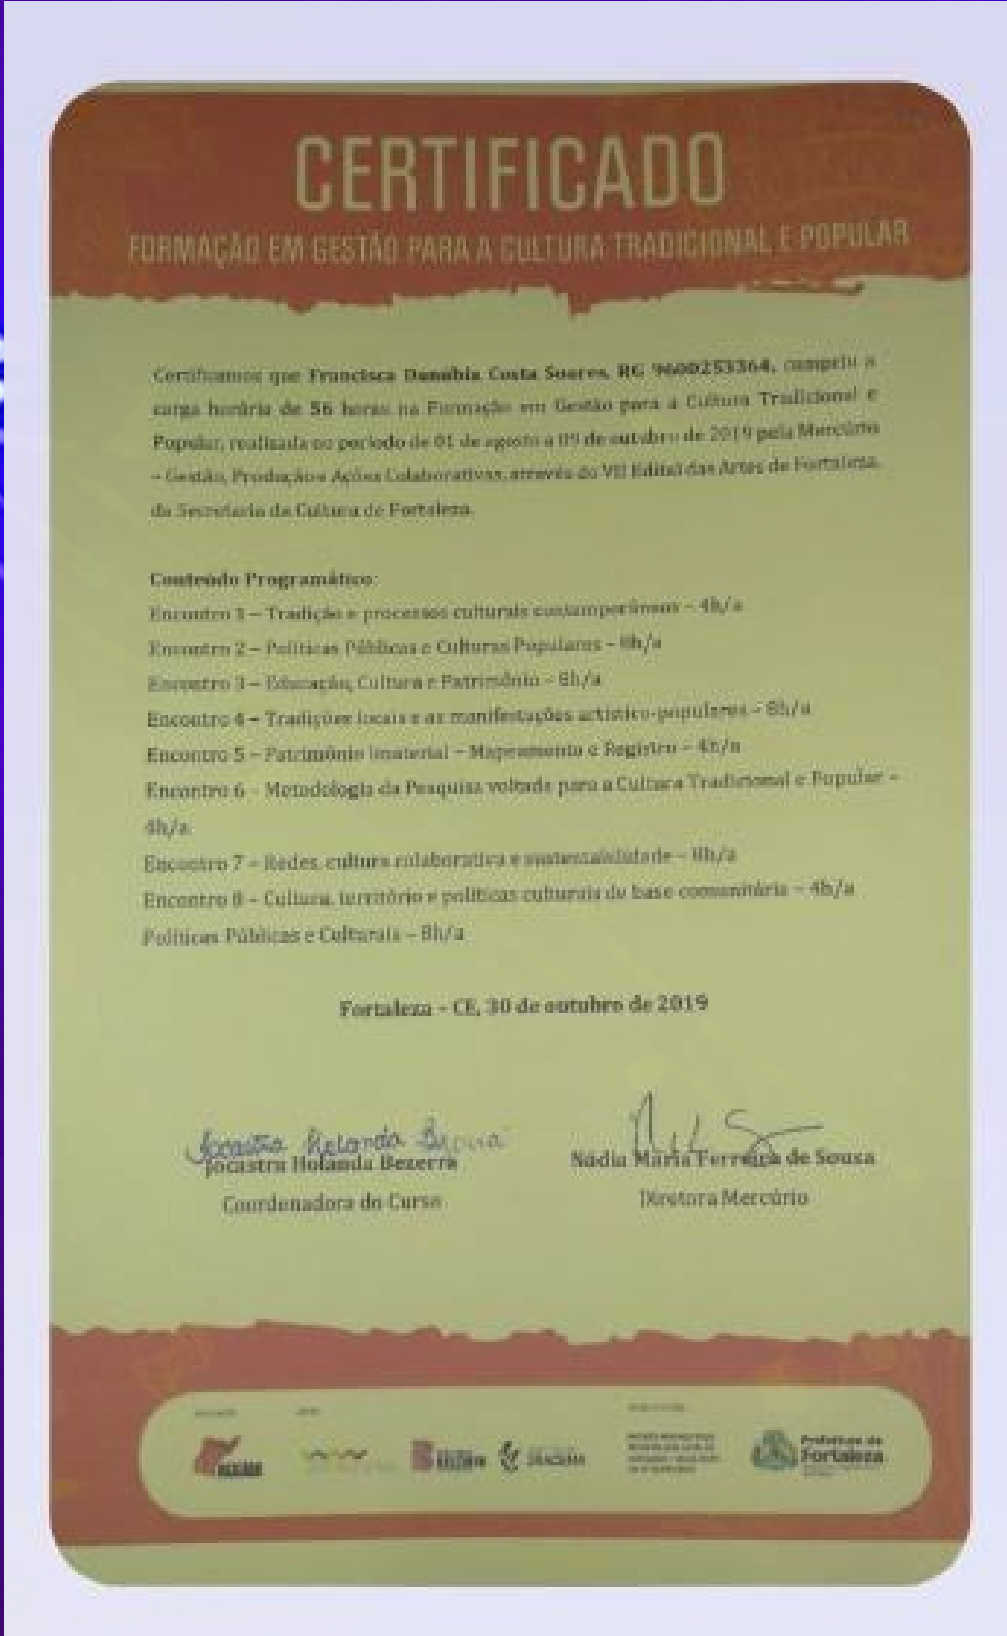 CERTIFICADO
FORMAÇÃO EM GESTÃO PARA A CULTURA TRADICIONAL E POPULAR
Certificamos que Francisca Danúbia Costa Soares, RG 9600253364, cumpriu a
carga horária de 56 horas na Formação em Gestão para a Cultura Tradicional e
Popular, realizada no período de 01 de agosto a 09 de outubro de 2019 pela Mercúrio
– Gestão, Produção e Ações Colaborativas, através do VII Edital das Artes de Fortaleza,
da Secretaria da Cultura de Fortaleza.
Conteúdo Programático:
Encontro 1 – Tradição e processos culturais contemporâneos – 4h/a
Encontro 2 – Políticas Públicas e Culturas Populares – 8h/a
Encontro 3 – Educação, Cultura e Patrimônio – 8h/a
Encontro 4 – Tradições locais e as manifestações artístico-populares – 8h/a
Encontro 5 – Patrimônio Imaterial – Mapeamento e Registro – 4h/a
Encontro 6 - Metodologia da Pesquisa voltada para a Cultura Tradicional e Popular –
4h/a
Encontro 7 – Redes, cultura colaborativa e sustentabilidade – 8h/a
Encontro 8 – Cultura, território e políticas culturais de base comunitária – 4h/a
Políticas Públicas e Culturais – 8h/a
Fortaleza – CE, 30 de outubro de 2019
Jocastra Holanda Bezerra
Jocastra Holanda Bezerra Nádia Maria Ferreira de Sousa
Coordenadora do Curso Diretora Mercúrio
IRACEMA Prefeitura de
Fortaleza